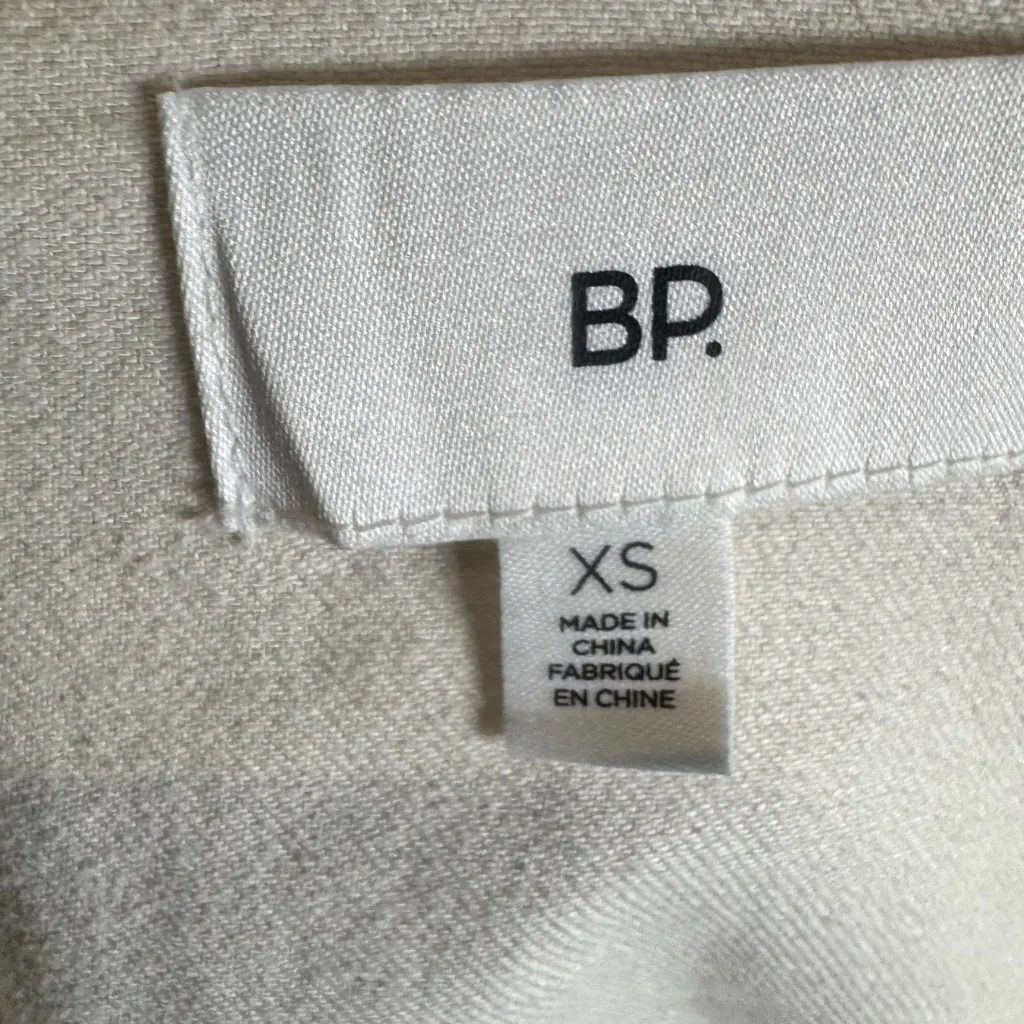 BP.
XS
MADE IN
CHINA
FABRIQUÉ
EN CHINE